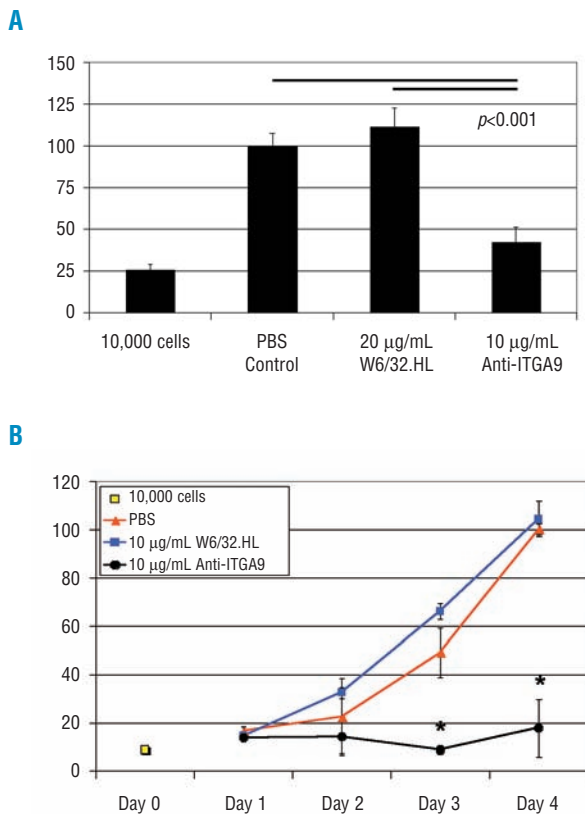 A
150
125
100
75
50
25
0
p<0.001
10,000 cells
PBS
Control
20 µg/mL
W6/32.HL
10 µg/mL
Anti-ITGA9
B
120
100
80
60
40
20
0
10,000 cells
PBS
10 µg/mL W6/32.HL
10 µg/mL Anti-ITGA9
*
*
Day 0
Day 1
Day 2
Day 3
Day 4